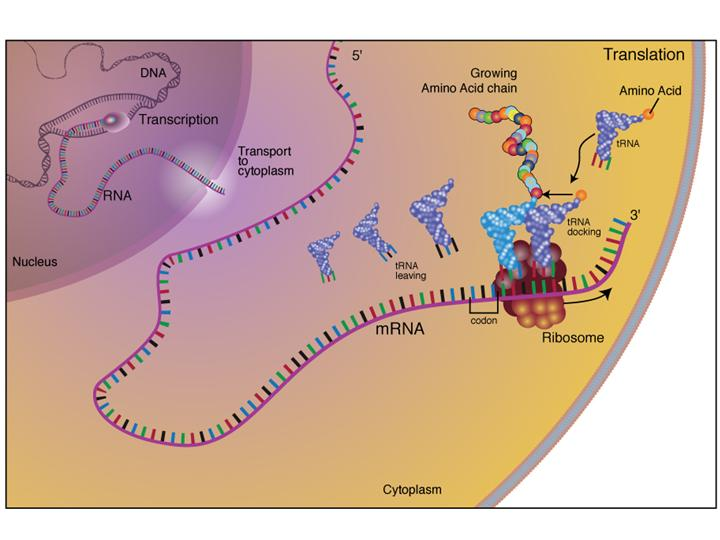 Translation
5'
DNA
Growing
Amino Acid chain
Amino Acid
Transcription
tRNA
Transport
to
cytoplasm
RNA
3'
tRNA
docking
Nucleus
tRNA
leaving
codon
mRNA
Ribosome
Cytoplasm